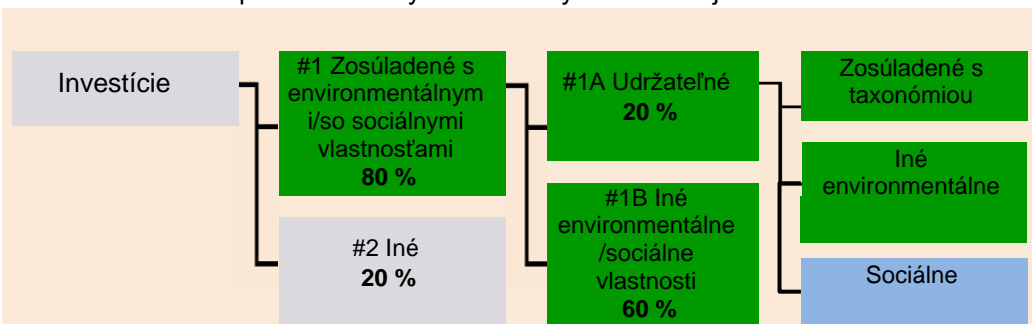 Investície
#1 Zosúladené s
environmentálnym
i/so sociálnymi
vlastnosťami
80 %
#2 Iné
20 %
#1A Udržateľné
20 %
#1B Iné
environmentálne
/sociálne
vlastnosti
60 %
Zosúladené s
taxonómiou
Iné
environmentálne
Sociálne